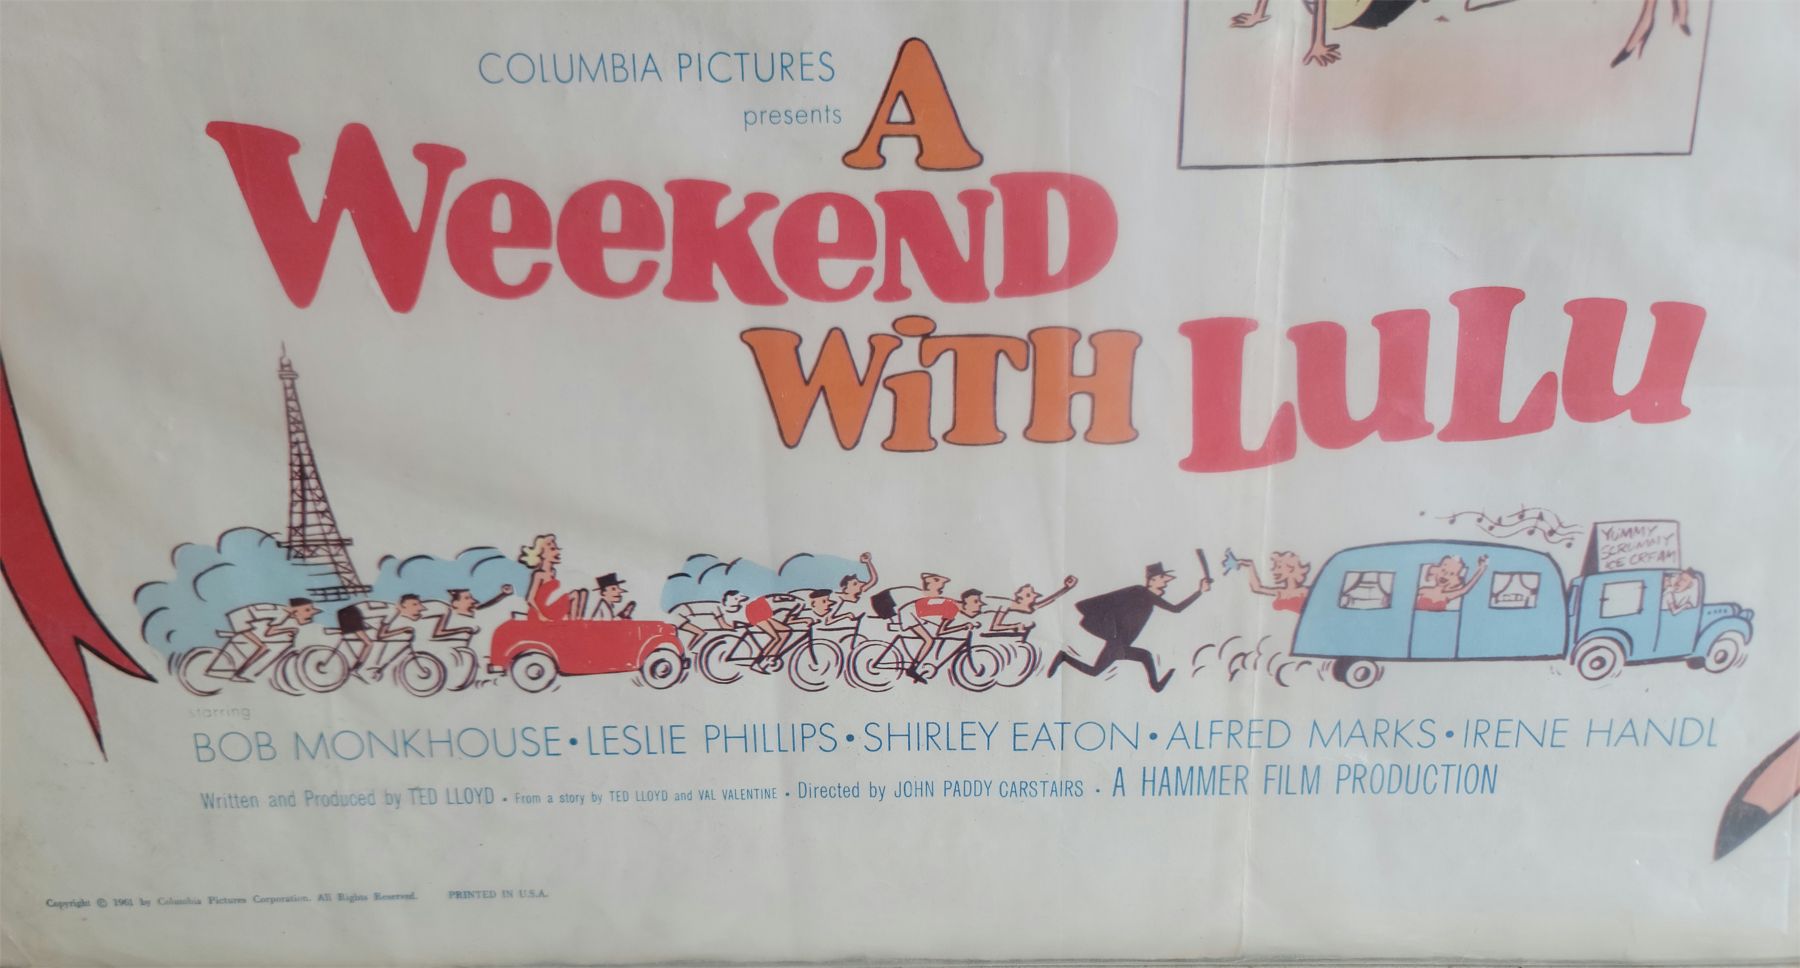 COLUMBIA PICTURES
presents
A
WeekeND
WiTH LuLu
YUMMY
SCRUMMY
ICE CREAM
starring
BOB MONKHOUSE • LESLIE PHILLIPS • SHIRLEY EATON • ALFRED MARKS • IRENE HANDL
Written and Produced by TED LLOYD • From a story by TED LLOYD and VAL VALENTINE • Directed by JOHN PADDY CARSTAIRS • A HAMMER FILM PRODUCTION
Copyright © 1961 by Columbia Pictures Corporation. All Rights Reserved. PRINTED IN U.S.A.